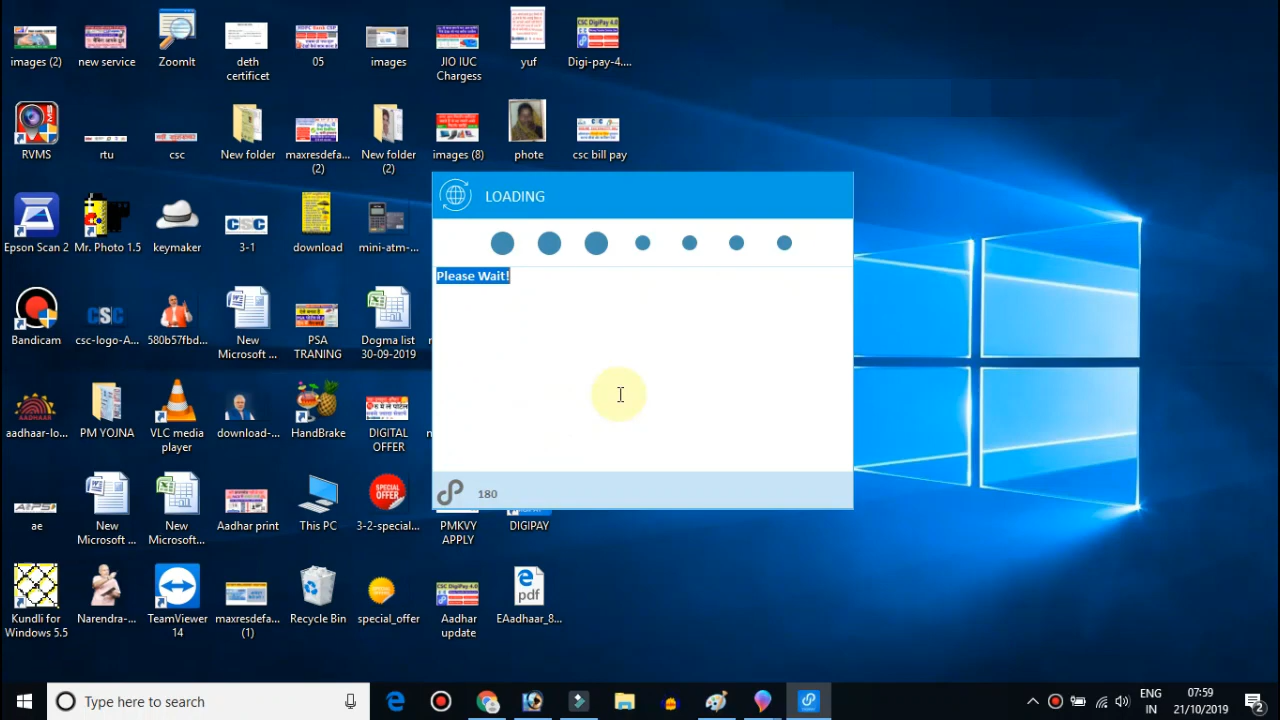 images (2)
new service
ZoomIt
deth
certificet
05
images
JIO IUC
Chargess
yuf
Digi-pay-4....
RVMS
rtu
csc
New folder
maxresdefa...
(2)
New folder
(2)
images (8)
phote
csc bill pay
Epson Scan 2
Mr. Photo 1.5
keymaker
3-1
download
mini-atm-...
LOADING
Please Wait!
180
Bandicam
csc-logo-A...
580b57fbd...
New
Microsoft ...
PSA
TRANING
Dogma list
30-09-2019
aadhaar-lo...
PM YOJNA
VLC media
player
download-...
HandBrake
DIGITAL
OFFER
ae
New
Microsoft ...
New
Microsoft...
Aadhar print
This PC
3-2-special...
PMKVY
APPLY
DIGIPAY
Kundli for
Windows 5.5
Narendra-...
TeamViewer
14
maxresdefa...
(1)
Recycle Bin
special_offer
Aadhar
update
EAadhaar_8...
Type here to search
ENG
IN
07:59
21/10/2019